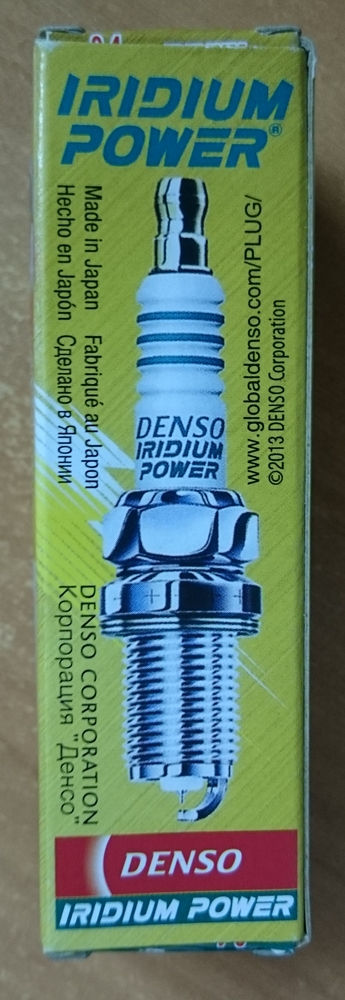 IRIDIUM
POWER®
Made in Japan Fabriqué au Japon
Hecho en Japón Сделано в Японии
www.globaldenso.com/PLUG/
©2013 DENSO Corporation
DENSO
IRIDIUM
POWER
DENSO CORPORATION
Корпорация "Денсо"
DENSO
IRIDIUM POWER